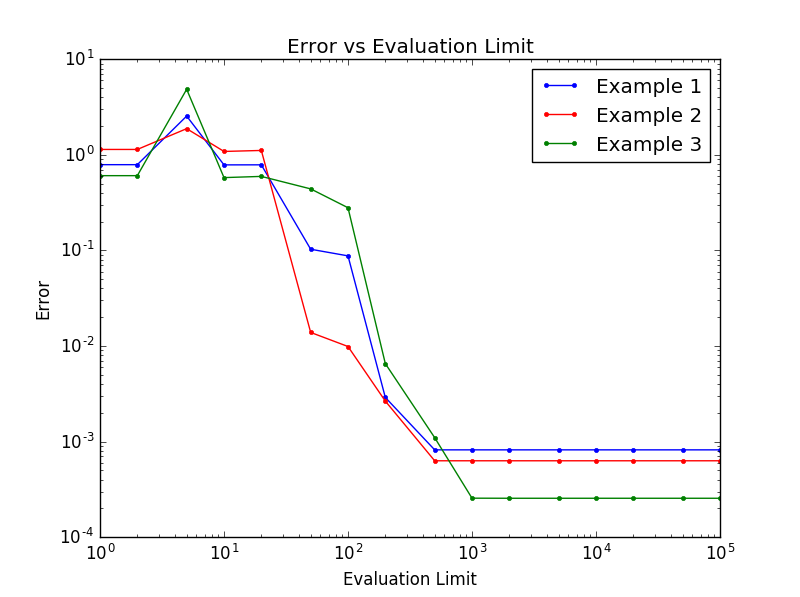 Error vs Evaluation Limit
Example 1
Example 2
Example 3
Error
10^1
10^0
10^-1
10^-2
10^-3
10^-4
10^0 10^1 10^2 10^3 10^4 10^5
Evaluation Limit